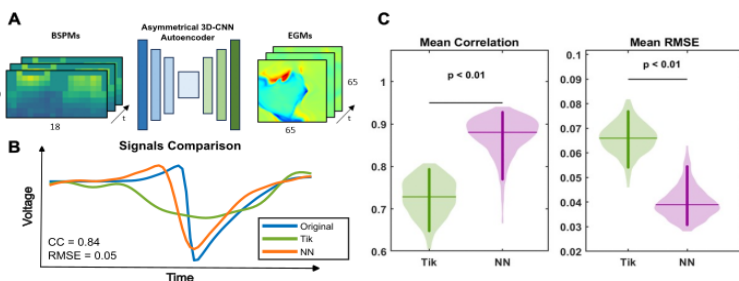 A
BSPMs
Asymmetrical 3D-CNN
Autoencoder
EGMs
18
t
65
65
t
B
Signals Comparison
Voltage
CC = 0.84
RMSE = 0.05
Original
Tik
NN
Time
C
Mean Correlation
p < 0.01
1
0.9
0.8
0.7
0.6
Tik
NN
Mean RMSE
p < 0.01
0.1
0.09
0.08
0.07
0.06
0.05
0.04
0.03
0.02
Tik
NN